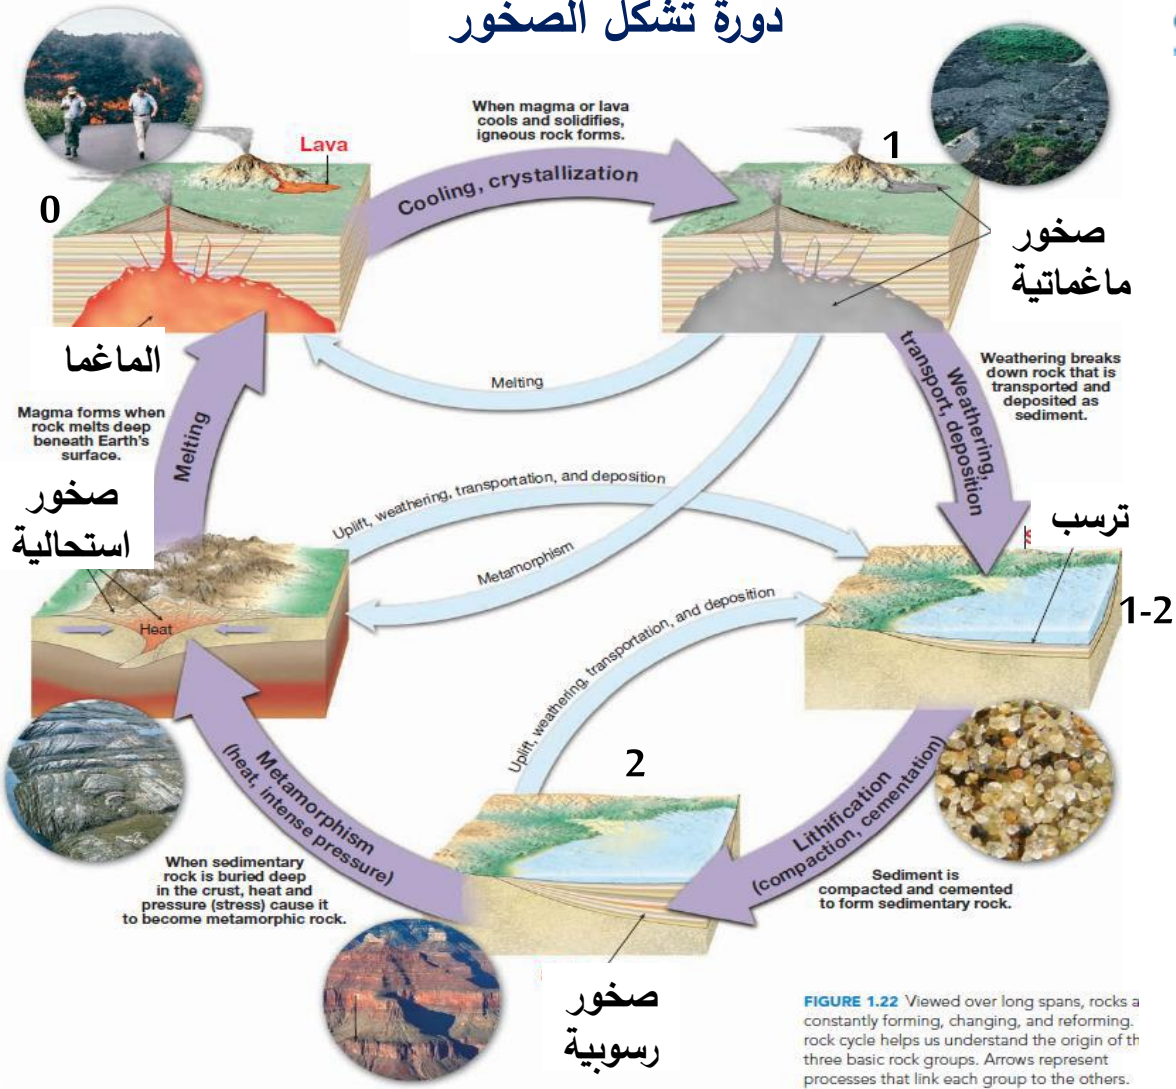 دورة تشكل الصخور
When magma or lava
cools and solidifies,
igneous rock forms.
Lava
0
Cooling, crystallization
1
صخور
ماغماتية
الماغما
Magma forms when
rock melts deep
beneath Earth's
surface.
Melting
Melting
Weathering,
transport, deposition
Weathering breaks
down rock that is
transported and
deposited as
sediment.
صخور
استحالية
Uplift, weathering, transportation, and deposition
Metamorphism
ترسب
1-2
Heat
Uplift, weathering, transportation, and deposition
2
Metamorphism
(heat, intense pressure)
Lithification
(compaction, cementation)
When sedimentary
rock is buried deep
in the crust, heat and
pressure (stress) cause it
to become metamorphic rock.
Sediment is
compacted and cemented
to form sedimentary rock.
صخور
رسوبية
FIGURE 1.22 Viewed over long spans, rocks a
constantly forming, changing, and reforming.
rock cycle helps us understand the origin of th
three basic rock groups. Arrows represent
processes that link each group to the others.